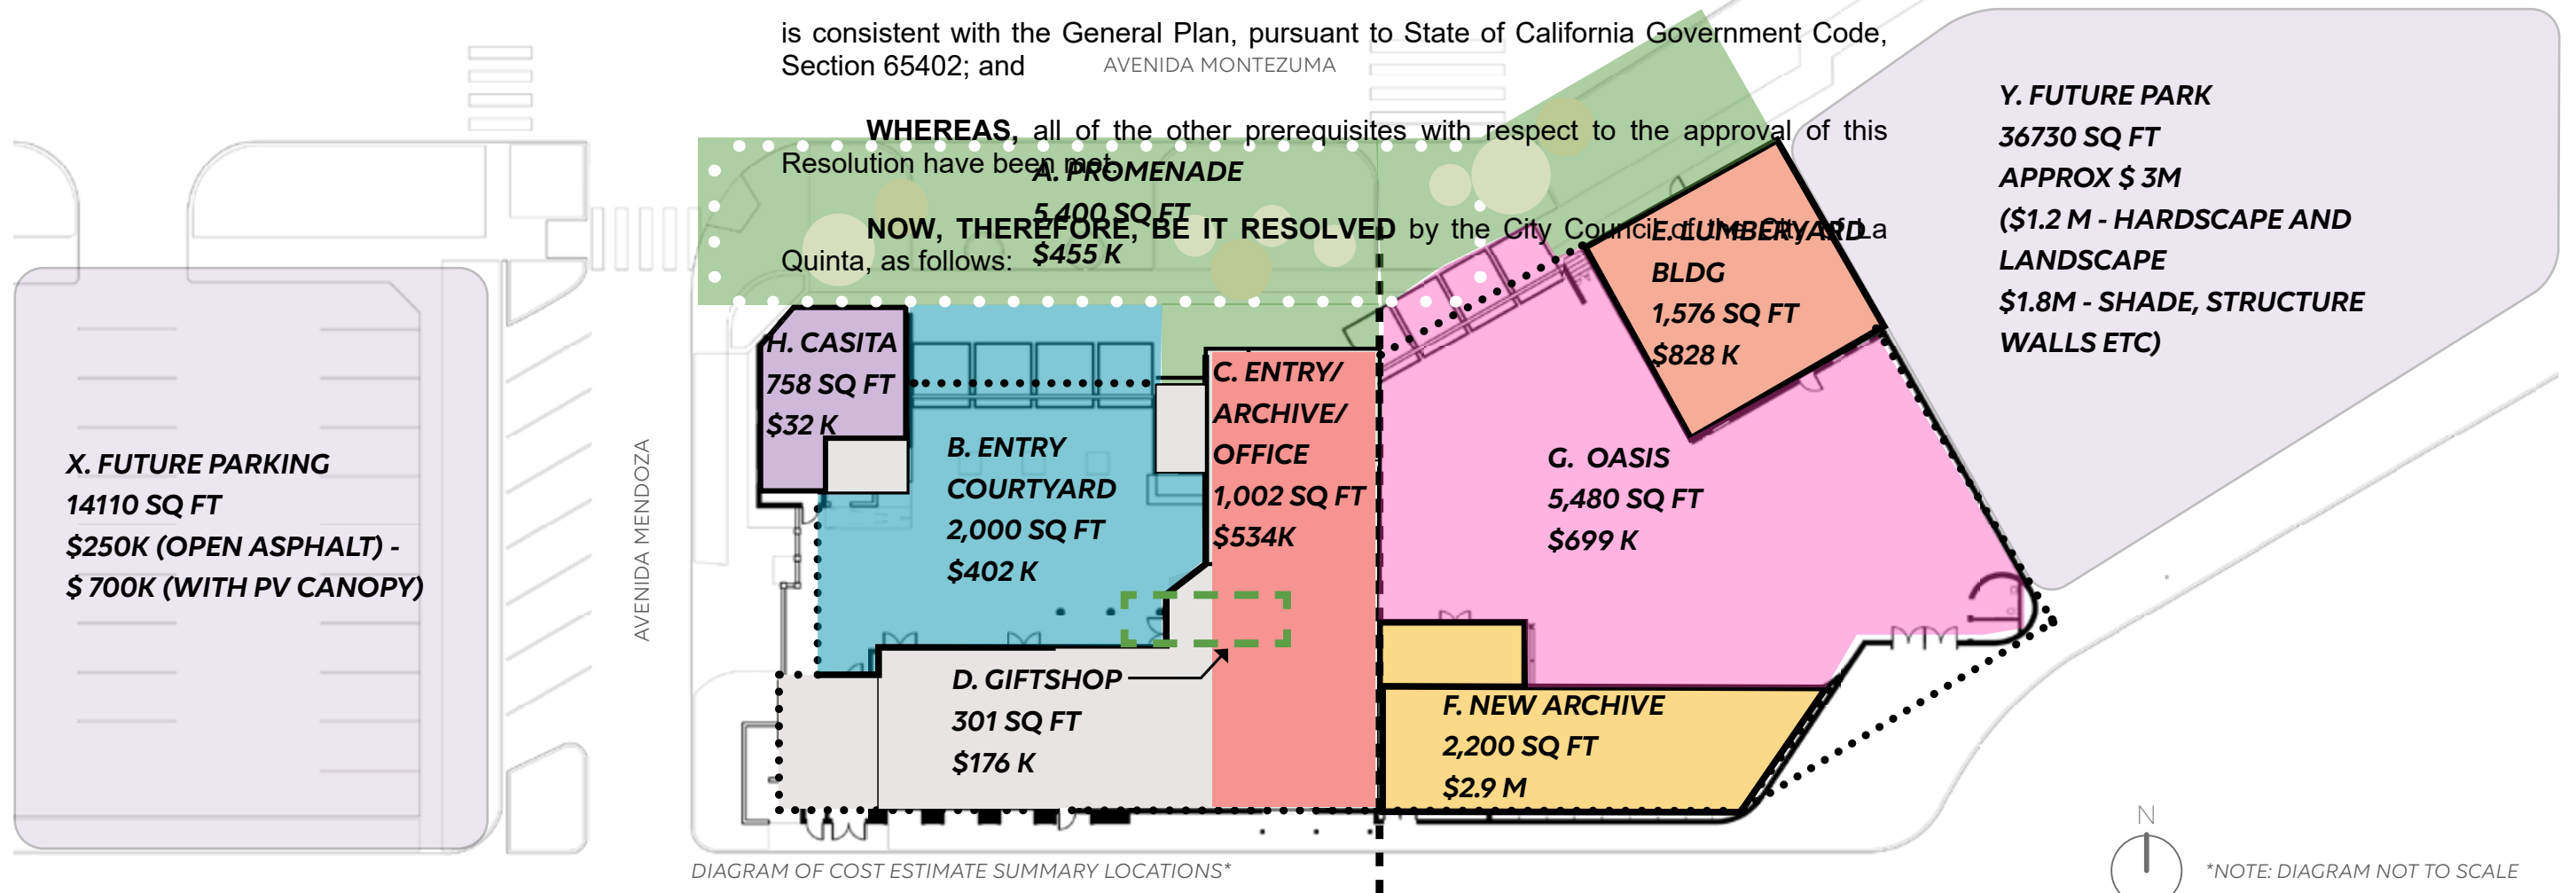 is consistent with the General Plan, pursuant to State of California Government Code,
Section 65402; and
AVENIDA MONTEZUMA
WHEREAS, all of the other prerequisites with respect to the approval of this
Resolution have been met.
NOW, THEREFORE, BE IT RESOLVED by the City Council of the City of La
Quinta, as follows:
A. PROMENADE
5,400 SQ FT
$455 K
Y. FUTURE PARK
36730 SQ FT
APPROX $ 3M
($1.2 M - HARDSCAPE AND
LANDSCAPE
$1.8M - SHADE, STRUCTURE
WALLS ETC)
E. LUMBERYARD
BLDG
1,576 SQ FT
$828 K
H. CASITA
758 SQ FT
$32 K
C. ENTRY/
ARCHIVE/
OFFICE
1,002 SQ FT
$534K
B. ENTRY
COURTYARD
2,000 SQ FT
$402 K
G. OASIS
5,480 SQ FT
$699 K
X. FUTURE PARKING
14110 SQ FT
$250K (OPEN ASPHALT) -
$ 700K (WITH PV CANOPY)
AVENIDA MENDOZA
D. GIFTSHOP
301 SQ FT
$176 K
F. NEW ARCHIVE
2,200 SQ FT
$2.9 M
N
DIAGRAM OF COST ESTIMATE SUMMARY LOCATIONS*
*NOTE: DIAGRAM NOT TO SCALE